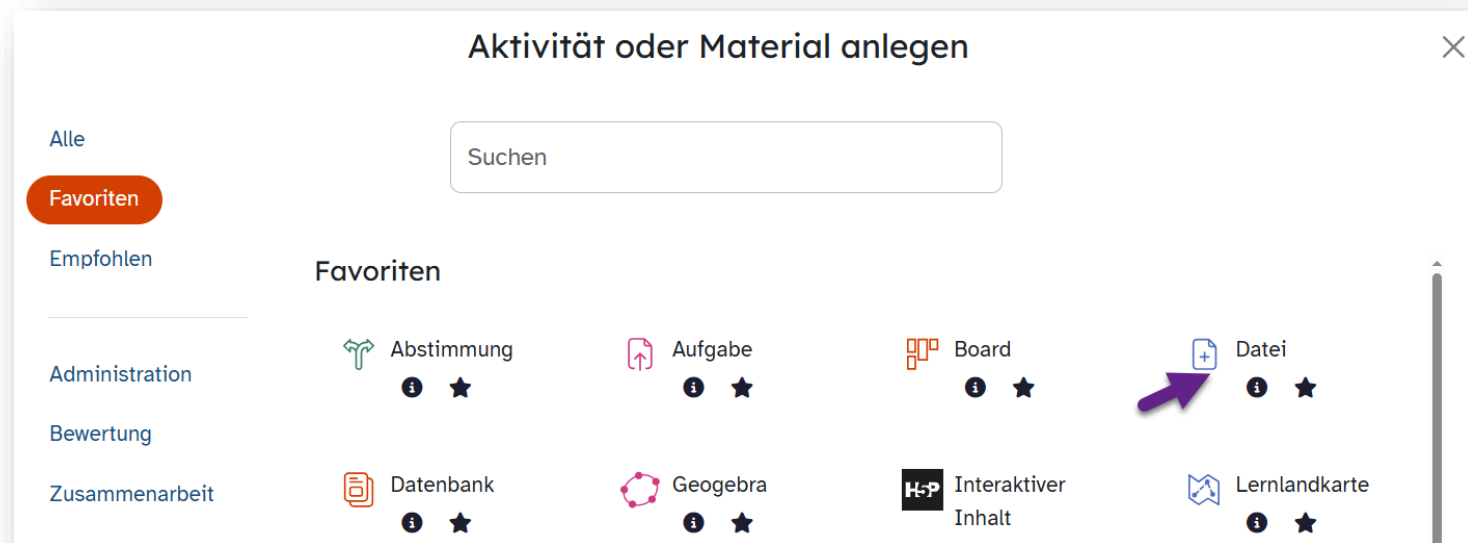 Aktivität oder Material anlegen
Alle
Favoriten
Empfohlen
Administration
Bewertung
Zusammenarbeit
Suchen
Favoriten
Abstimmung
Aufgabe
Board
Datei
Datenbank
Geogebra
H5P
Interaktiver
Inhalt
Lernlandkarte